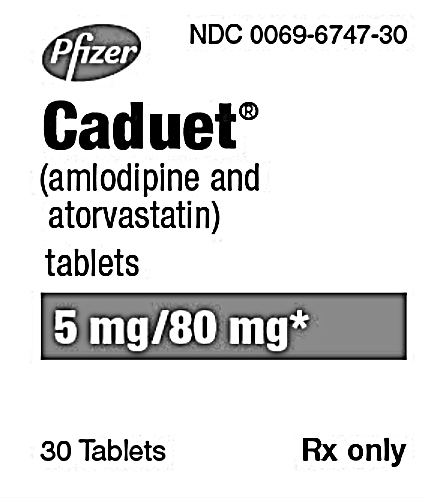 Pfizer
NDC 0069-6747-30
Caduet®
(amlodipine and
atorvastatin)
tablets
5 mg/80 mg*
30 Tablets
Rx only